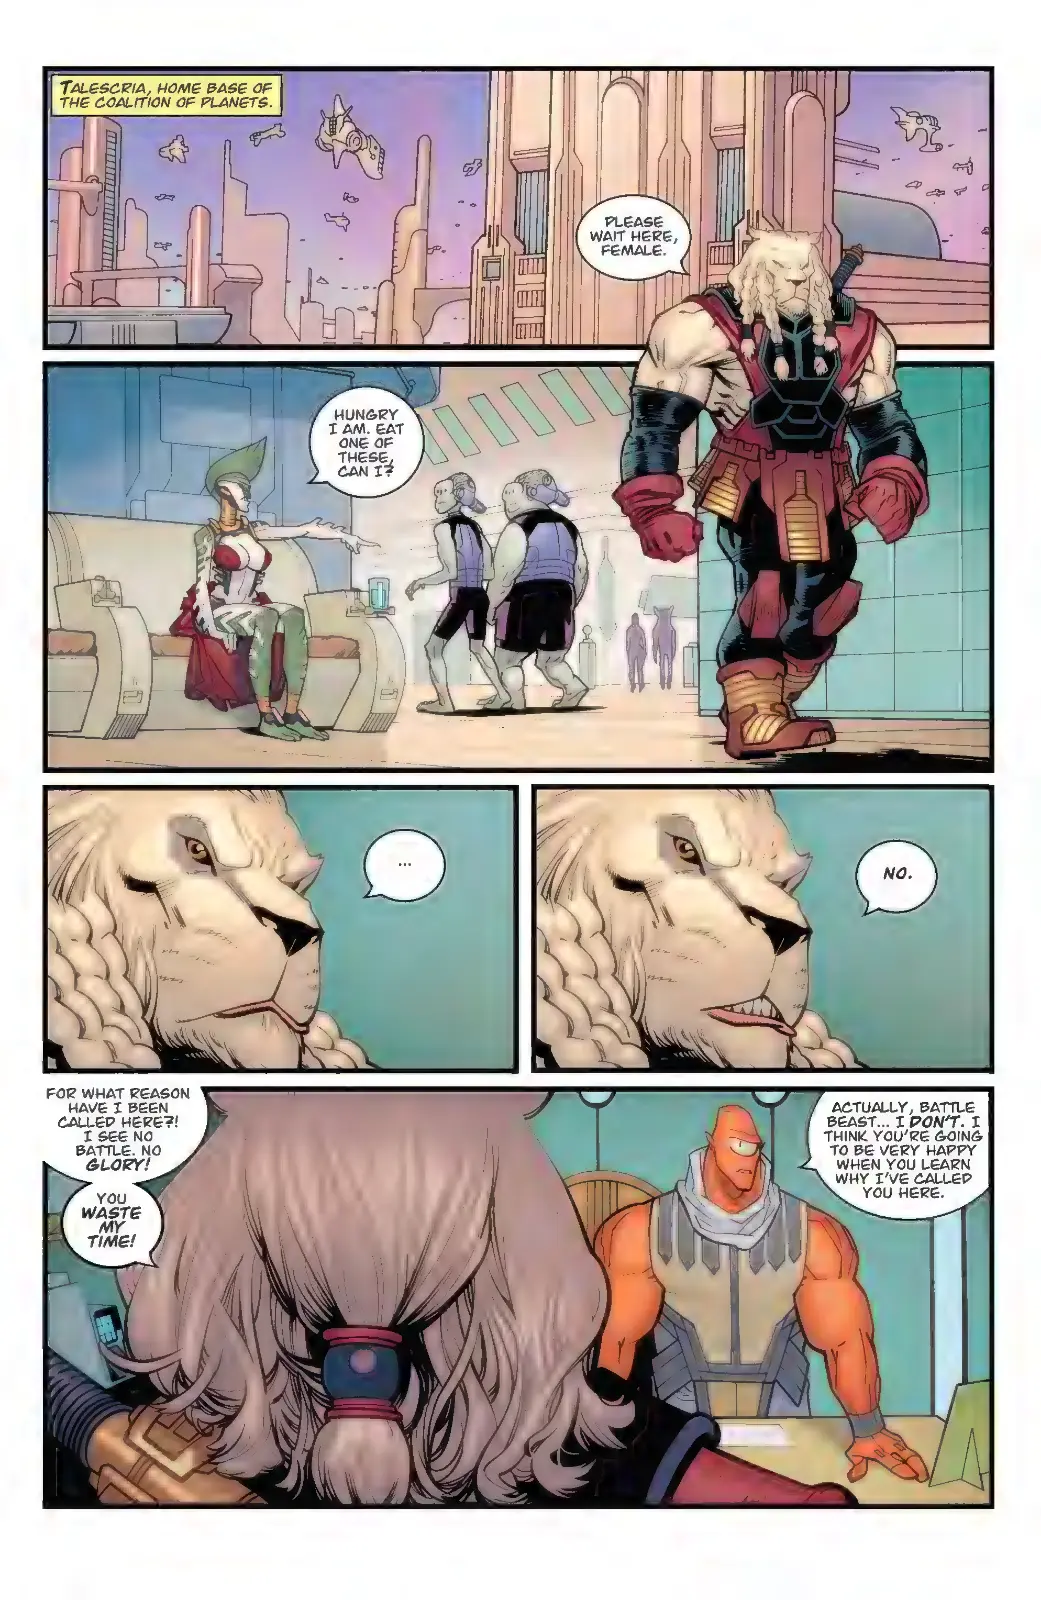 TALESCRIA, HOME BASE OF
THE COALITION OF PLANETS.
PLEASE
WAIT HERE,
FEMALE.
HUNGRY
I AM. EAT
ONE OF
THESE,
CAN I?
...
NO.
FOR WHAT REASON
HAVE I BEEN
CALLED HERE?!
I SEE NO
BATTLE. NO
GLORY!
YOU
WASTE
MY
TIME!
ACTUALLY, BATTLE
BEAST... I DON'T. I
THINK YOU'RE GOING
TO BE VERY HAPPY
WHEN YOU LEARN
WHY I'VE CALLED
YOU HERE.